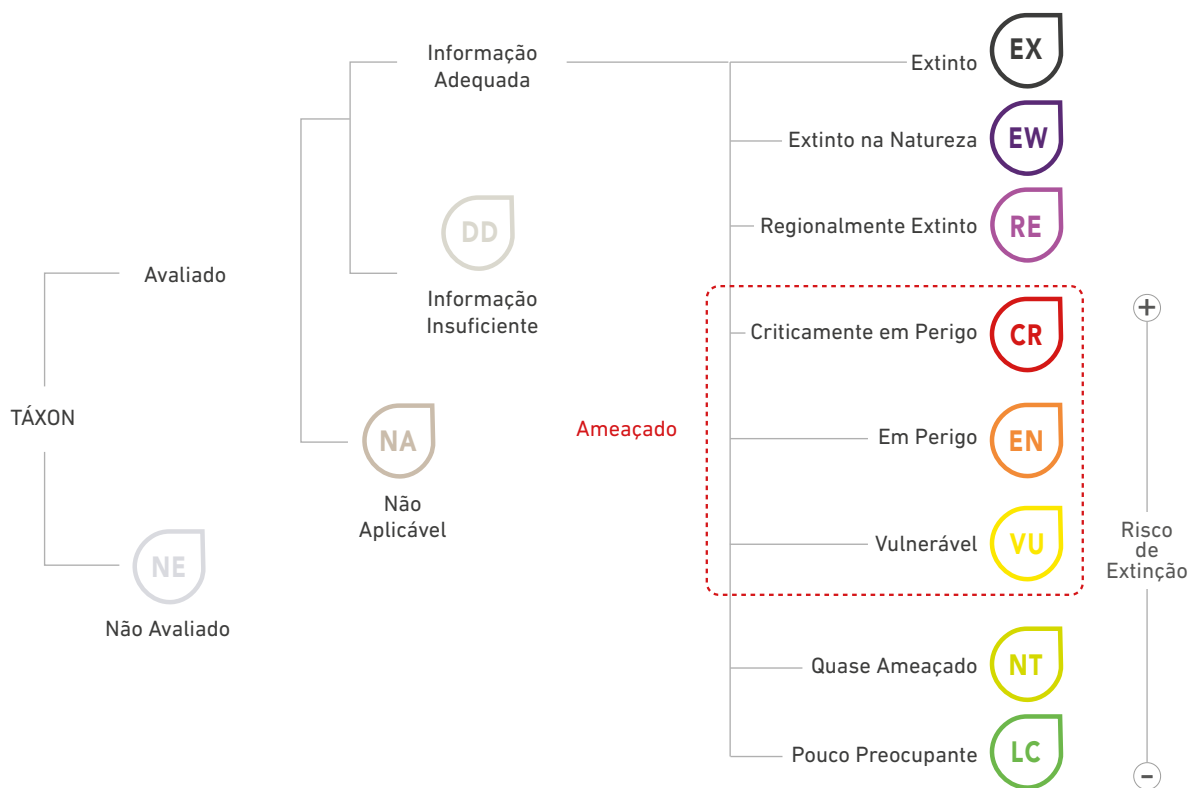 Informação
Adequada
Extinto
EX
Extinto na Natureza
EW
Regionalmente Extinto
RE
DD
Informação
Insuficiente
Avaliado
Criticamente em Perigo
CR
+
TÁXON
Ameaçado
Em Perigo
EN
NA
Não
Aplicável
Vulnerável
VU
Risco
de
Extinção
NE
Não Avaliado
Quase Ameaçado
NT
Pouco Preocupante
LC
-